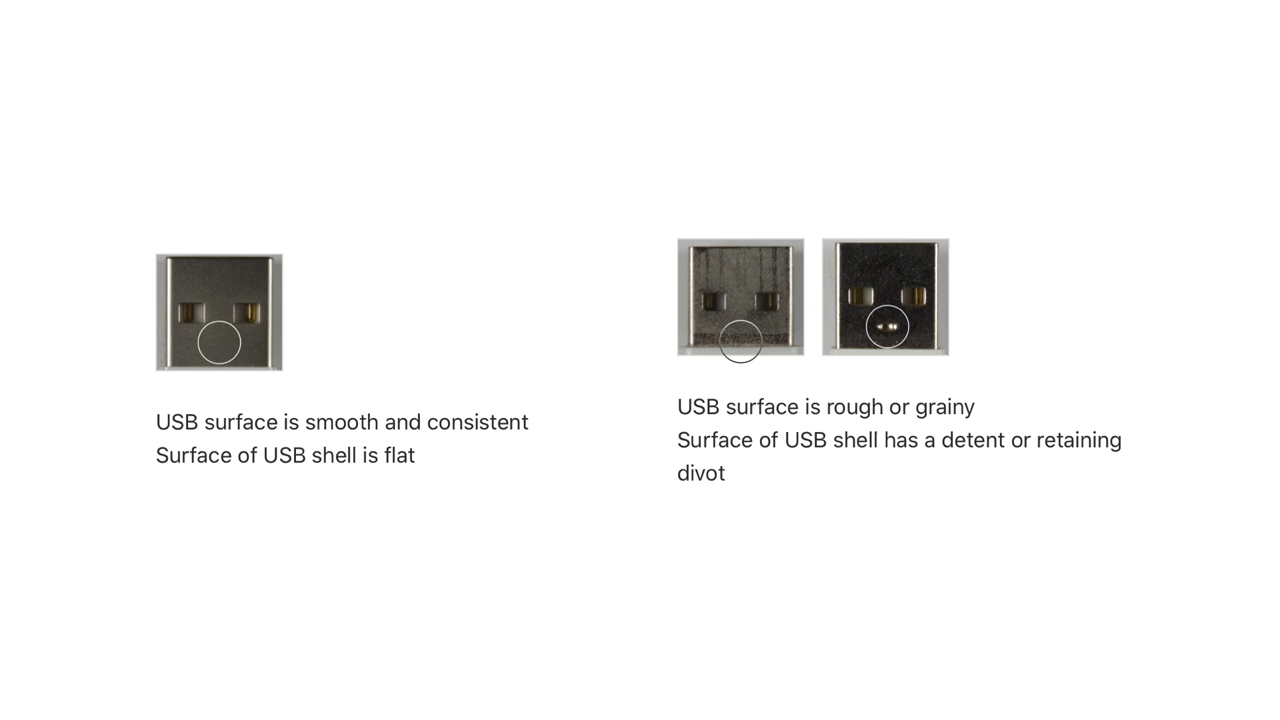 USB surface is smooth and consistent
Surface of USB shell is flat
USB surface is rough or grainy
Surface of USB shell has a detent or retaining
divot